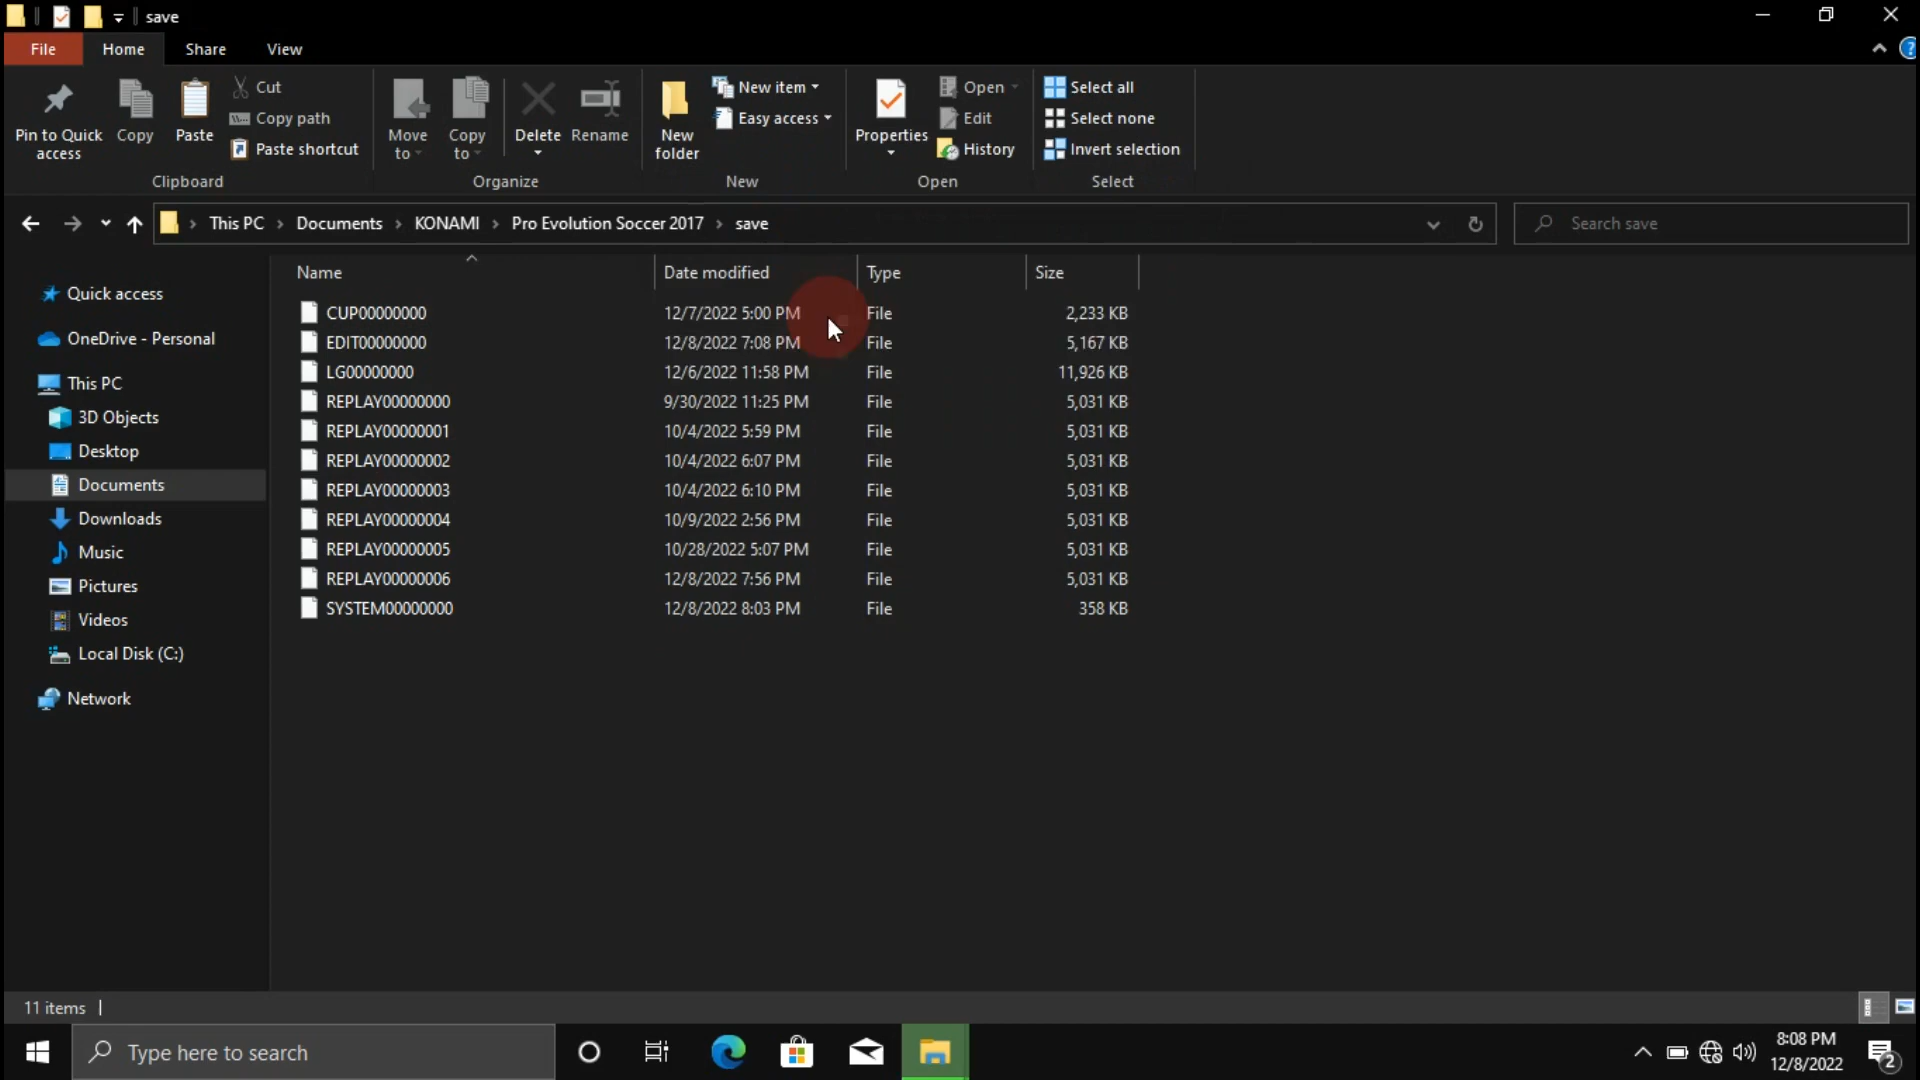 save
File Home Share View
Pin to Quick access
Copy
Paste
Cut
Copy path
Paste shortcut
Clipboard
Move to
Copy to
Delete
Rename
Organize
New folder
New item
Easy access
New
Properties
Open
Edit
History
Open
Select all
Select none
Invert selection
Select
This PC > Documents > KONAMI > Pro Evolution Soccer 2017 > save
Search save
Quick access
OneDrive - Personal
This PC
3D Objects
Desktop
Documents
Downloads
Music
Pictures
Videos
Local Disk (C:)
Network
Name Date modified Type Size
CUP00000000 12/7/2022 5:00 PM File 2,233 KB
EDIT00000000 12/8/2022 7:08 PM File 5,167 KB
LG00000000 12/6/2022 11:58 PM File 11,926 KB
REPLAY00000000 9/30/2022 11:25 PM File 5,031 KB
REPLAY00000001 10/4/2022 5:59 PM File 5,031 KB
REPLAY00000002 10/4/2022 6:07 PM File 5,031 KB
REPLAY00000003 10/4/2022 6:10 PM File 5,031 KB
REPLAY00000004 10/9/2022 2:56 PM File 5,031 KB
REPLAY00000005 10/28/2022 5:07 PM File 5,031 KB
REPLAY00000006 12/8/2022 7:56 PM File 5,031 KB
SYSTEM00000000 12/8/2022 8:03 PM File 358 KB
11 items
Type here to search
8:08 PM
12/8/2022
2